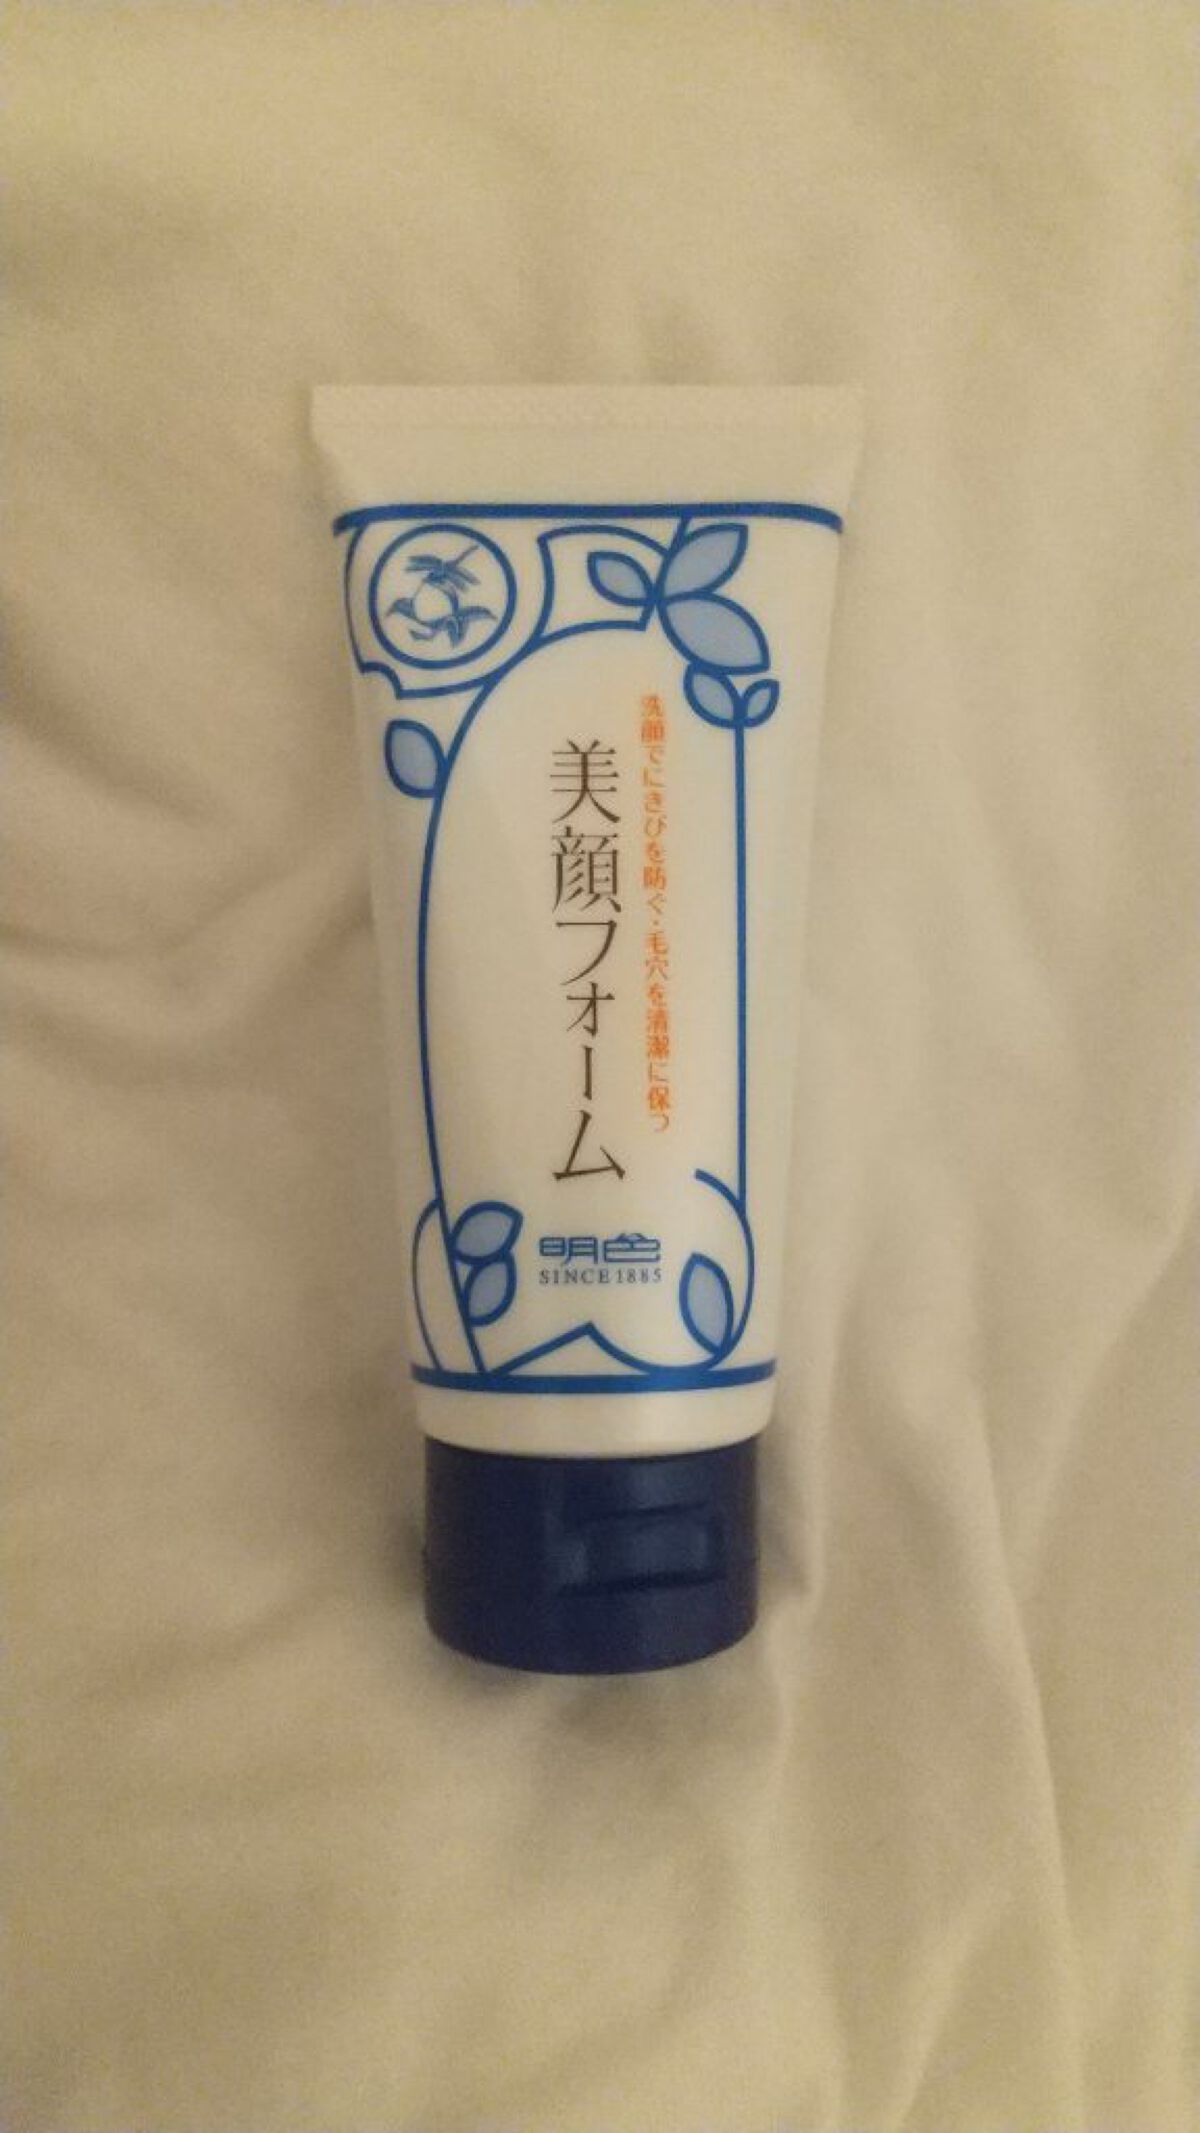 洗顔でにきびを防ぐ・毛穴を清潔に保つ
美顔フォーム
明色
SINCE 1885